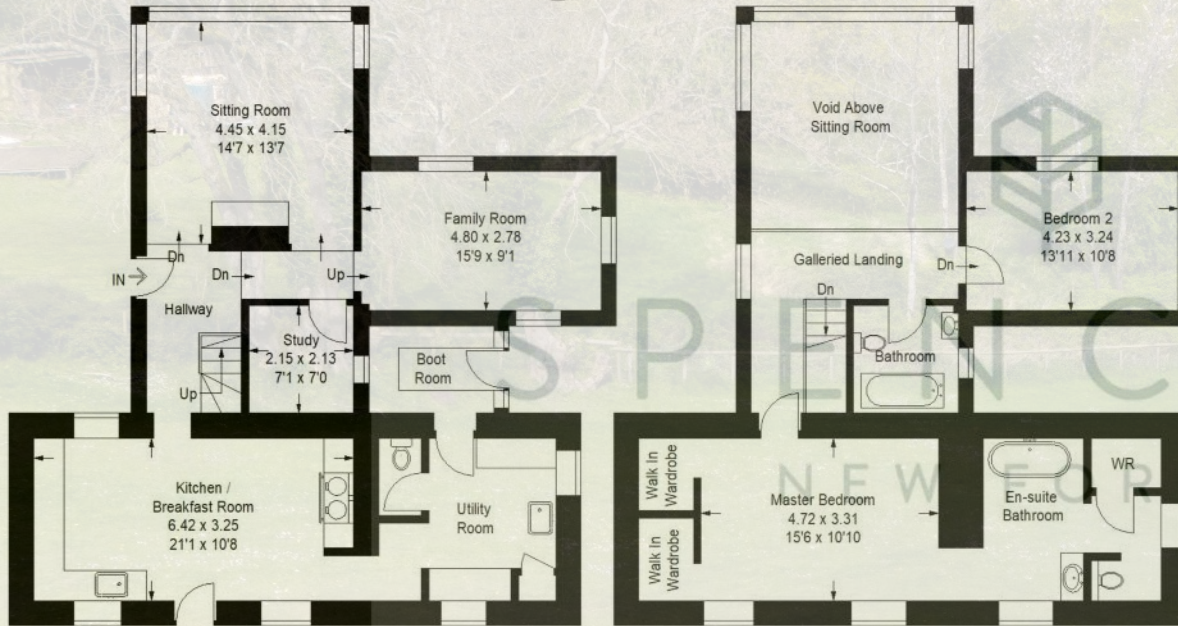 Sitting Room
4.45 x 4.15
14'7 x 13'7
Family Room
4.80 x 2.78
15'9 x 9'1
IN
Dn
Dn
Up
Hallway
Study
2.15 x 2.13
7'1 x 7'0
Up
Boot
Room
Kitchen /
Breakfast Room
6.42 x 3.25
21'1 x 10'8
Utility
Room
Void Above
Sitting Room
Bedroom 2
4.23 x 3.24
13'11 x 10'8
Galleried Landing
Dn
Dn
Bathroom
Walk In
Wardrobe
Walk In
Wardrobe
Master Bedroom
4.72 x 3.31
15'6 x 10'10
En-suite
Bathroom
WR
SPENC
NEW FOR